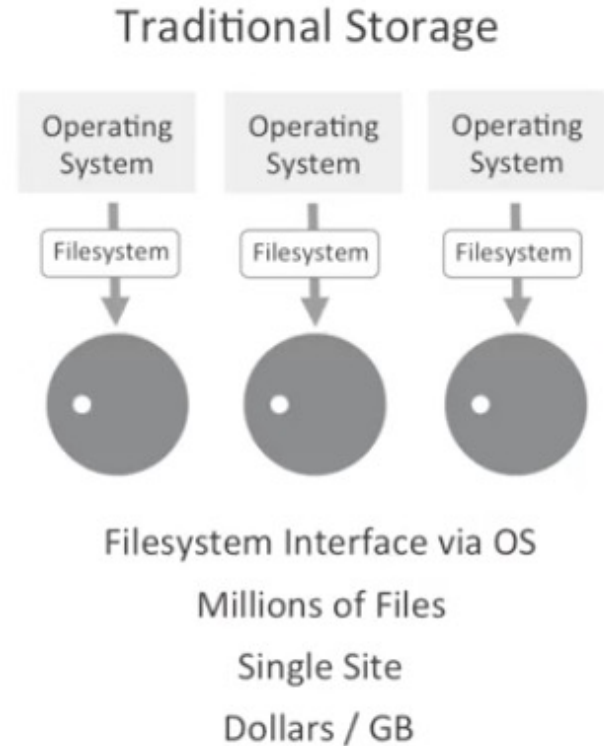 Traditional Storage
Operating System
Operating System
Operating System
Filesystem
Filesystem
Filesystem
Filesystem Interface via OS
Millions of Files
Single Site
Dollars / GB